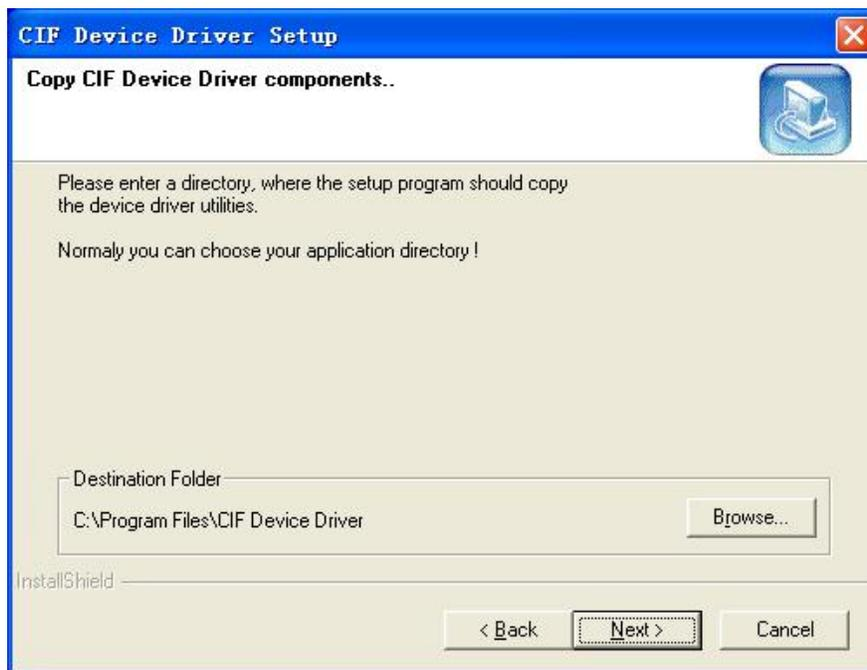 CIF Device Driver Setup
Copy CIF Device Driver components..
Please enter a directory, where the setup program should copy
the device driver utilities.
Normaly you can choose your application directory !
Destination Folder
C:\Program Files\CIF Device Driver
Browse...
InstallShield
< Back
Next >
Cancel